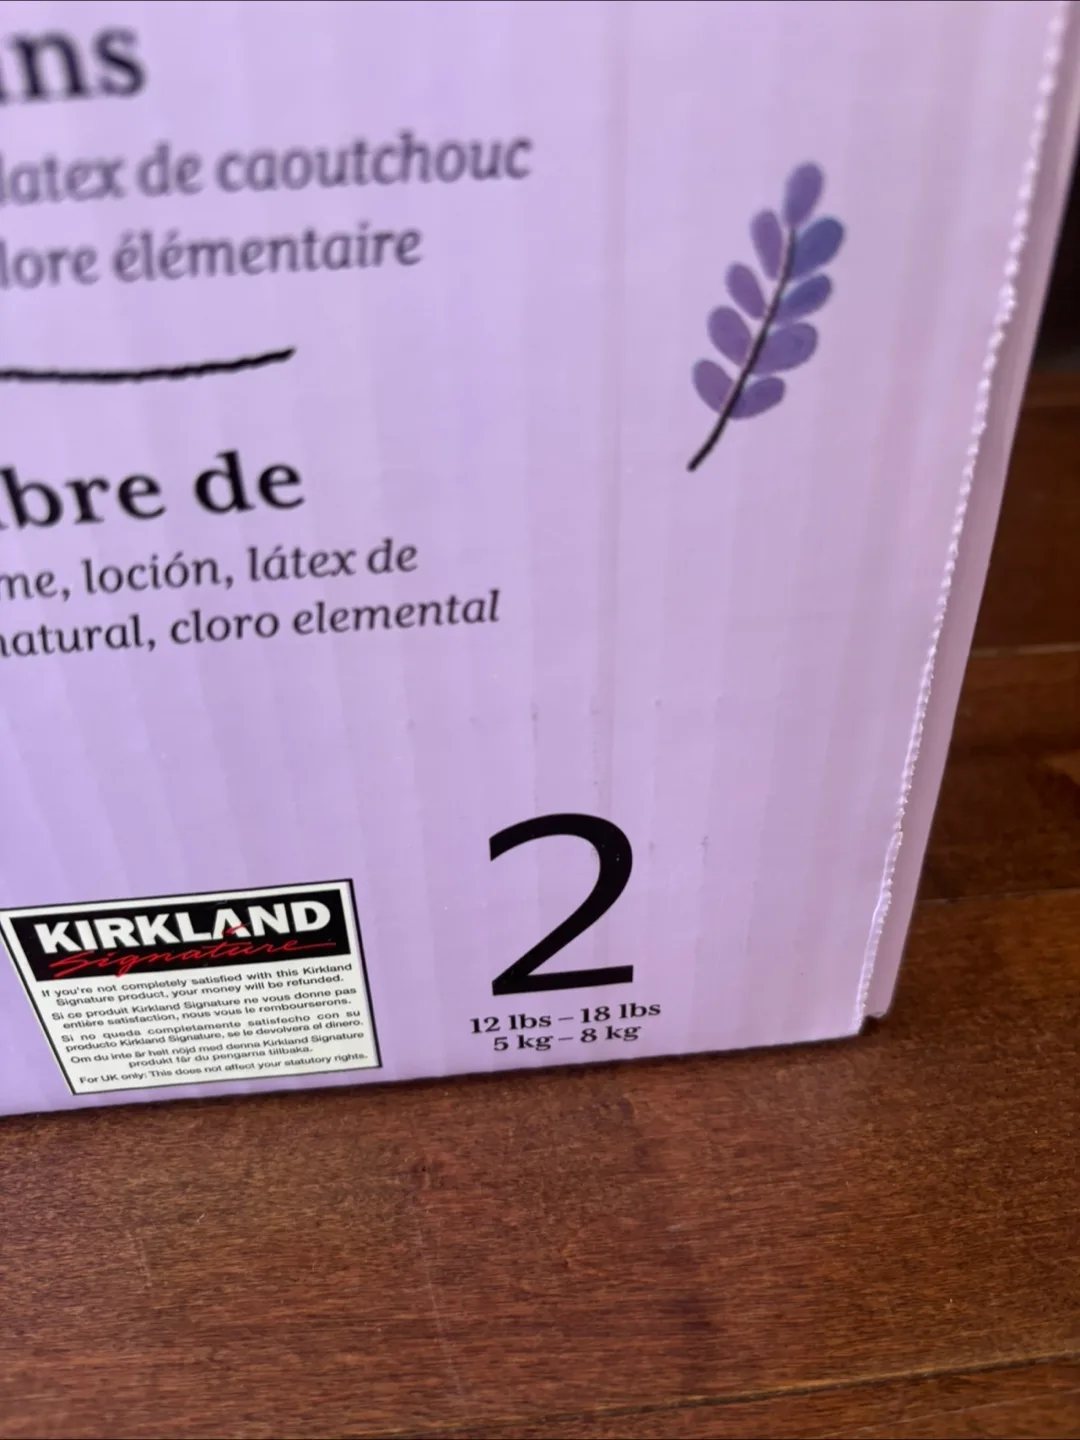 ns
latex de caoutchouc
lore élémentaire
bre de
me, loción, látex de
natural, cloro elemental
2
12 lbs – 18 lbs
5 kg – 8 kg
KIRKLAND
Signature
If you're not completely satisfied with this Kirkland
Signature product, your money will be refunded.
Si ce produit Kirkland Signature ne vous donne pas
entière satisfaction, nous vous le rembourserons.
Si no queda completamente satisfecho con su
producto Kirkland Signature, se le devolverá el dinero.
Om du inte är helt nöjd med denna Kirkland Signature
produkt får du pengarna tillbaka.
For UK only: This does not affect your statutory rights.